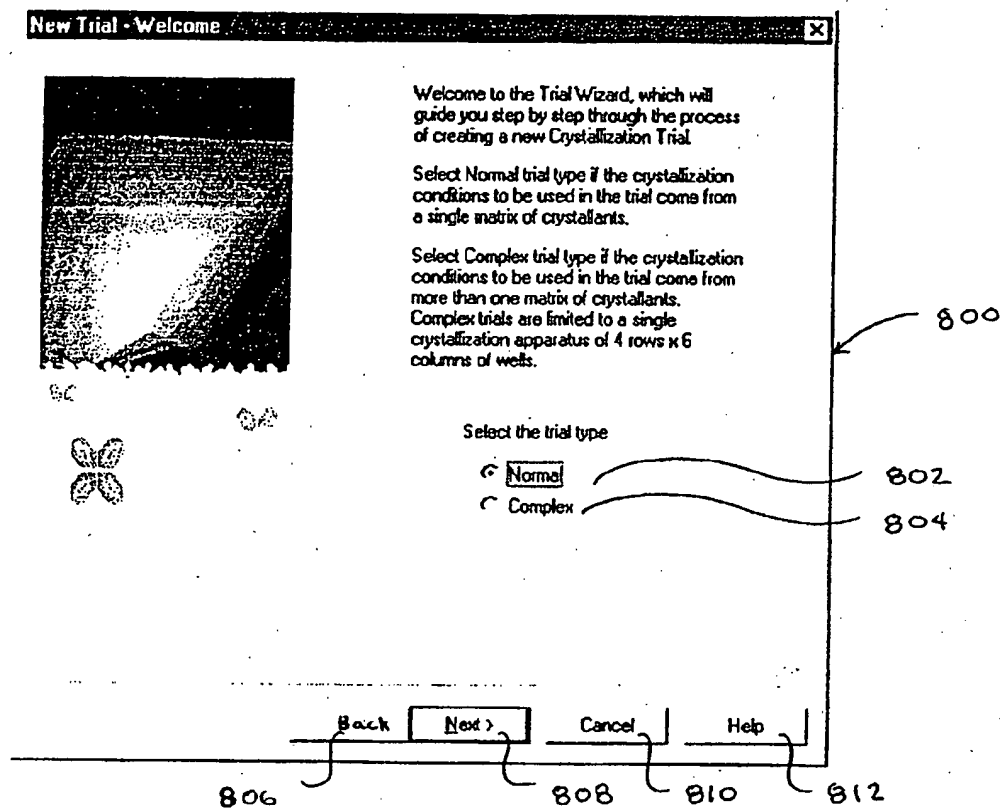 New Trial - Welcome
Welcome to the Trial Wizard, which will
guide you step by step through the process
of creating a new Crystallization Trial
Select Normal trial type if the crystallization
conditions to be used in the trial come from
a single matrix of crystallants.
Select Complex trial type if the crystallization
conditions to be used in the trial come from
more than one matrix of crystallants.
Complex trials are limited to a single
crystallization apparatus of 4 rows x 6
columns of wells.
800
Select the trial type
Normal
802
Complex
804
Back
Next >
Cancel
Help
806
808
810
812